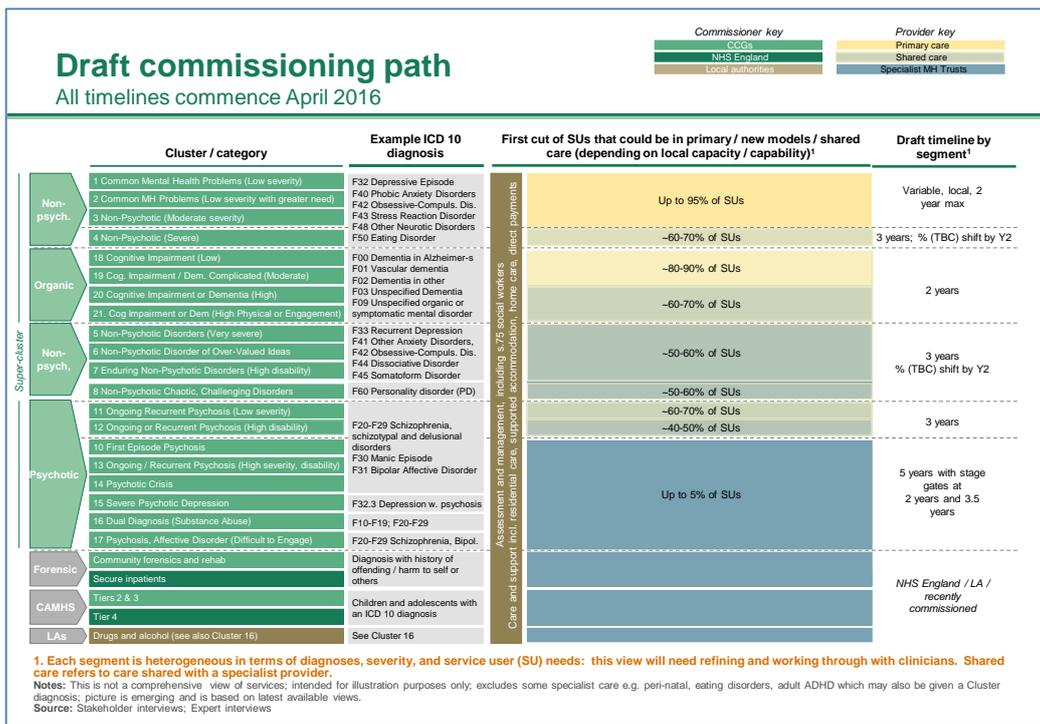 Commissioner key
CCGs
NHS England
Local authorities
Provider key
Primary care
Shared care
Specialist MH Trusts
Draft commissioning path
All timelines commence April 2016
Cluster / category
Example ICD 10
diagnosis
First cut of SUs that could be in primary / new models / shared
care (depending on local capacity / capability)¹
Draft timeline by
segment¹
Super-cluster
Non-
psych.
1 Common Mental Health Problems (Low severity)
2 Common MH Problems (Low severity with greater need)
3 Non-Psychotic (Moderate severity)
4 Non-Psychotic (Severe)
F32 Depressive Episode
F40 Phobic Anxiety Disorders
F42 Obsessive-Compuls. Dis.
F43 Stress Reaction Disorder
F48 Other Neurotic Disorders
F50 Eating Disorder
Assessment and management, including s.75 social workers
Care and support incl. residential care, supported accommodation, home care, direct payments
Up to 95% of SUs
~60-70% of SUs
Variable, local, 2
year max
3 years; % (TBC) shift by Y2
Organic
18 Cognitive Impairment (Low)
19 Cog. Impairment / Dem. Complicated (Moderate)
20 Cognitive Impairment or Dementia (High)
21. Cog Impairment or Dem (High Physical or Engagement)
F00 Dementia in Alzheimer-s
F01 Vascular dementia
F02 Dementia in other
F03 Unspecified Dementia
F09 Unspecified organic or
symptomatic mental disorder
~80-90% of SUs
~60-70% of SUs
2 years
Non-
psych,
5 Non-Psychotic Disorders (Very severe)
6 Non-Psychotic Disorder of Over-Valued Ideas
7 Enduring Non-Psychotic Disorders (High disability)
8 Non-Psychotic Chaotic, Challenging Disorders
F33 Recurrent Depression
F41 Other Anxiety Disorders,
F42 Obsessive-Compuls. Dis.
F44 Dissociative Disorder
F45 Somatoform Disorder
F60 Personality disorder (PD)
~50-60% of SUs
~50-60% of SUs
3 years
% (TBC) shift by Y2
Psychotic
11 Ongoing Recurrent Psychosis (Low severity)
12 Ongoing or Recurrent Psychosis (High disability)
10 First Episode Psychosis
13 Ongoing / Recurrent Psychosis (High severity, disability)
14 Psychotic Crisis
15 Severe Psychotic Depression
16 Dual Diagnosis (Substance Abuse)
17 Psychosis, Affective Disorder (Difficult to Engage)
F20-F29 Schizophrenia,
schizotypal and delusional
disorders
F30 Manic Episode
F31 Bipolar Affective Disorder
F32.3 Depression w. psychosis
F10-F19; F20-F29
F20-F29 Schizophrenia, Bipol.
~60-70% of SUs
~40-50% of SUs
Up to 5% of SUs
3 years
5 years with stage
gates at
2 years and 3.5
years
Forensic
Community forensics and rehab
Secure inpatients
Diagnosis with history of
offending / harm to self or
others
CAMHS
Tiers 2 & 3
Tier 4
Children and adolescents with
an ICD 10 diagnosis
NHS England / LA /
recently
commissioned
LAs
Drugs and alcohol (see also Cluster 16)
See Cluster 16
1. Each segment is heterogeneous in terms of diagnoses, severity, and service user (SU) needs: this view will need refining and working through with clinicians. Shared
care refers to care shared with a specialist provider.
Notes: This is not a comprehensive view of services; intended for illustration purposes only; excludes some specialist care e.g. peri-natal, eating disorders, adult ADHD which may also be given a Cluster
diagnosis; picture is emerging and is based on latest available views.
Source: Stakeholder interviews; Expert interviews